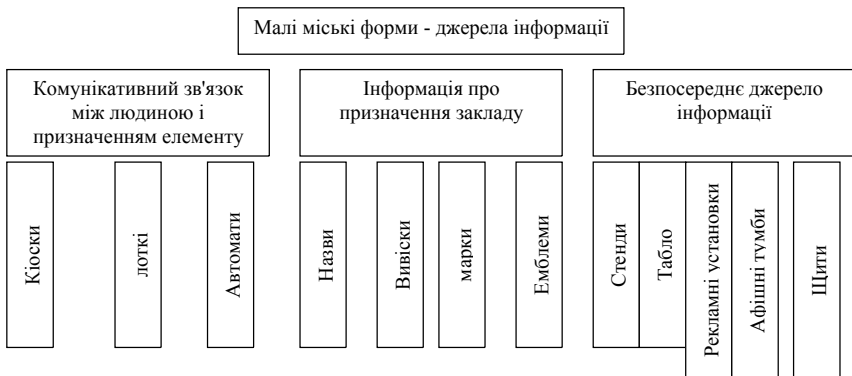 Малі міські форми - джерела інформації
Комунікативний зв'язок
між людиною і
призначенням елементу
Інформація про
призначення закладу
Безпосереднє джерело
інформації
Кіоски
лоткі
Автомати
Назви
Вивіски
марки
Емблеми
Стенди
Табло
Рекламні установки
Афішні тумби
Щити